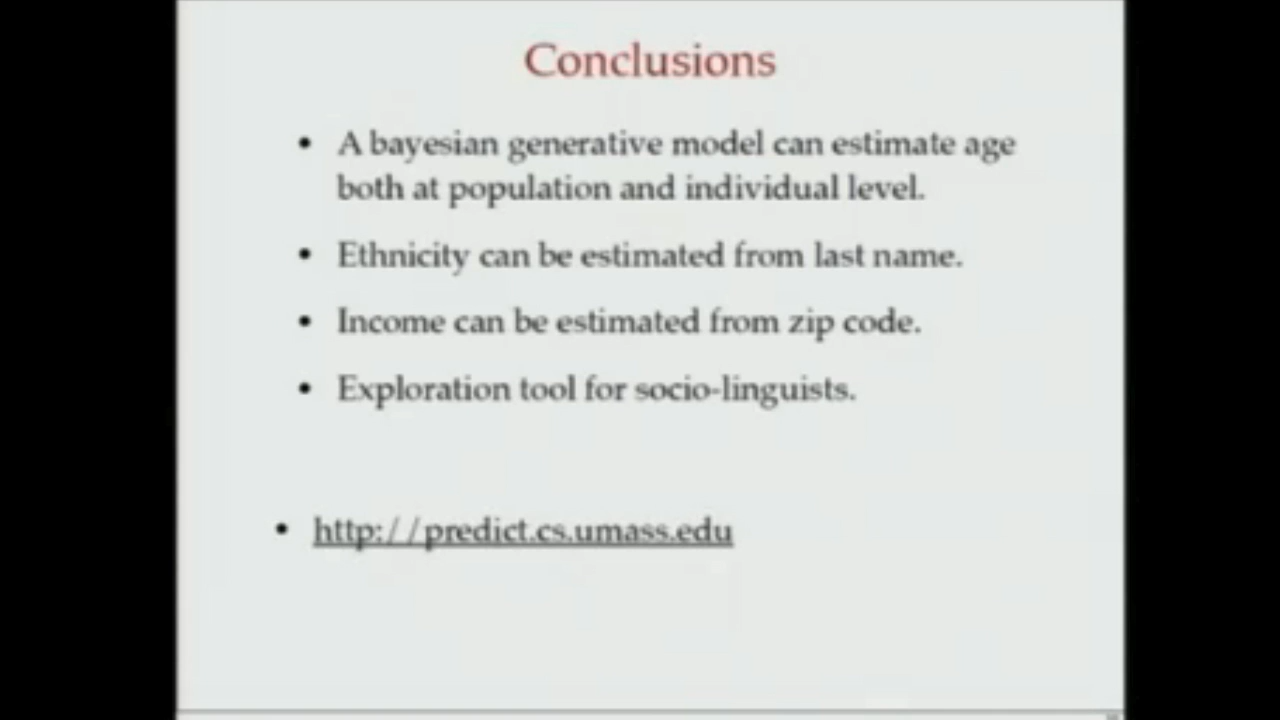 Conclusions
• A bayesian generative model can estimate age
both at population and individual level.
• Ethnicity can be estimated from last name.
• Income can be estimated from zip code.
• Exploration tool for socio-linguists.
• http://predict.cs.umass.edu